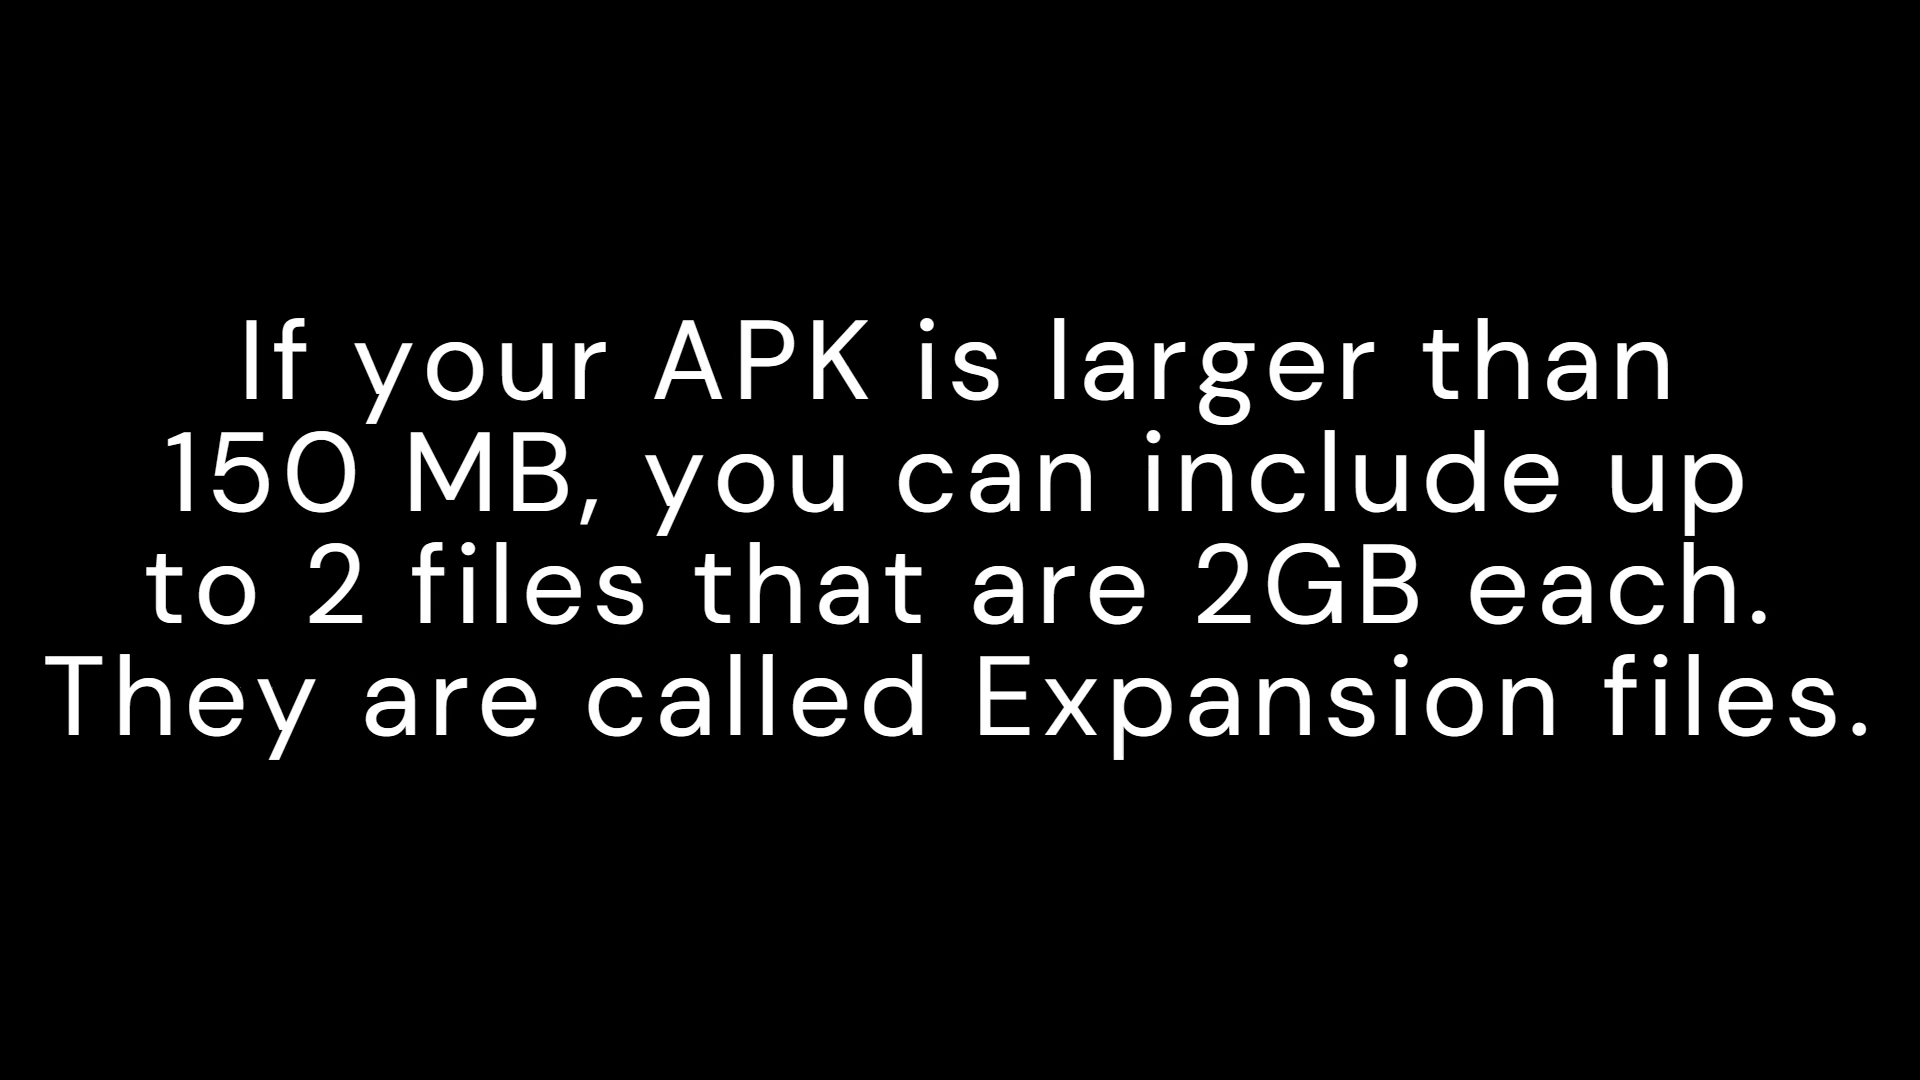 If your APK is larger than
150 MB, you can include up
to 2 files that are 2GB each.
They are called Expansion files.